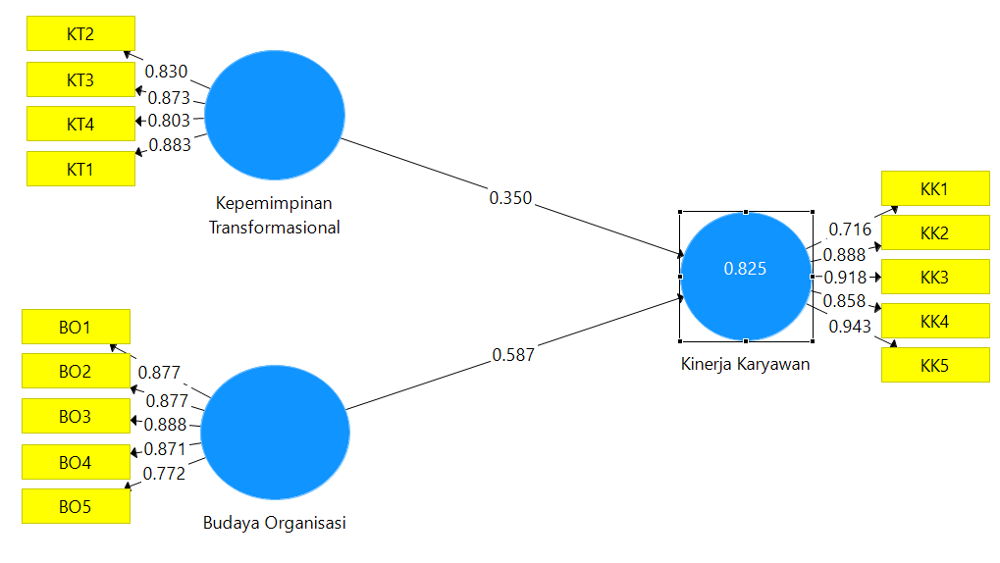 KT2
0.830
KT3
0.873
KT4
0.803
KT1
0.883
Kepemimpinan
Transformasional
0.350
BO1
0.877
BO2
0.877
BO3
0.888
BO4
0.871
BO5
0.772
Budaya Organisasi
0.587
0.825
Kinerja Karyawan
KK1
0.716
KK2
0.888
KK3
0.918
KK4
0.858
KK5
0.943